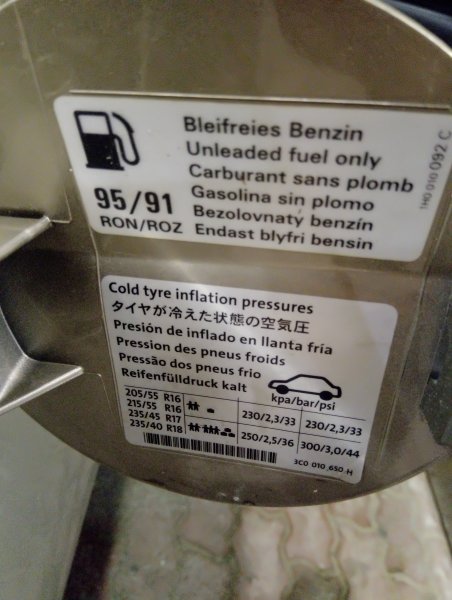 Bleifreies Benzin
Unleaded fuel only
Carburant sans plomb
Gasolina sin plomo
Bezolovnatý benzín
Endast blyfri bensin
95/91
RON/ROZ
1H0 010 092 C
Cold tyre inflation pressures
タイヤが冷えた状態の空気圧
Presión de inflado en llanta fría
Pression des pneus froids
Pressão dos pneus frio
Reifenfülldruck kalt
kpa/bar/psi
205/55 R16
215/55 R16
235/45 R17
235/40 R18
230/2,3/33 230/2,3/33
250/2,5/36 300/3,0/44
3C0 010 650 H